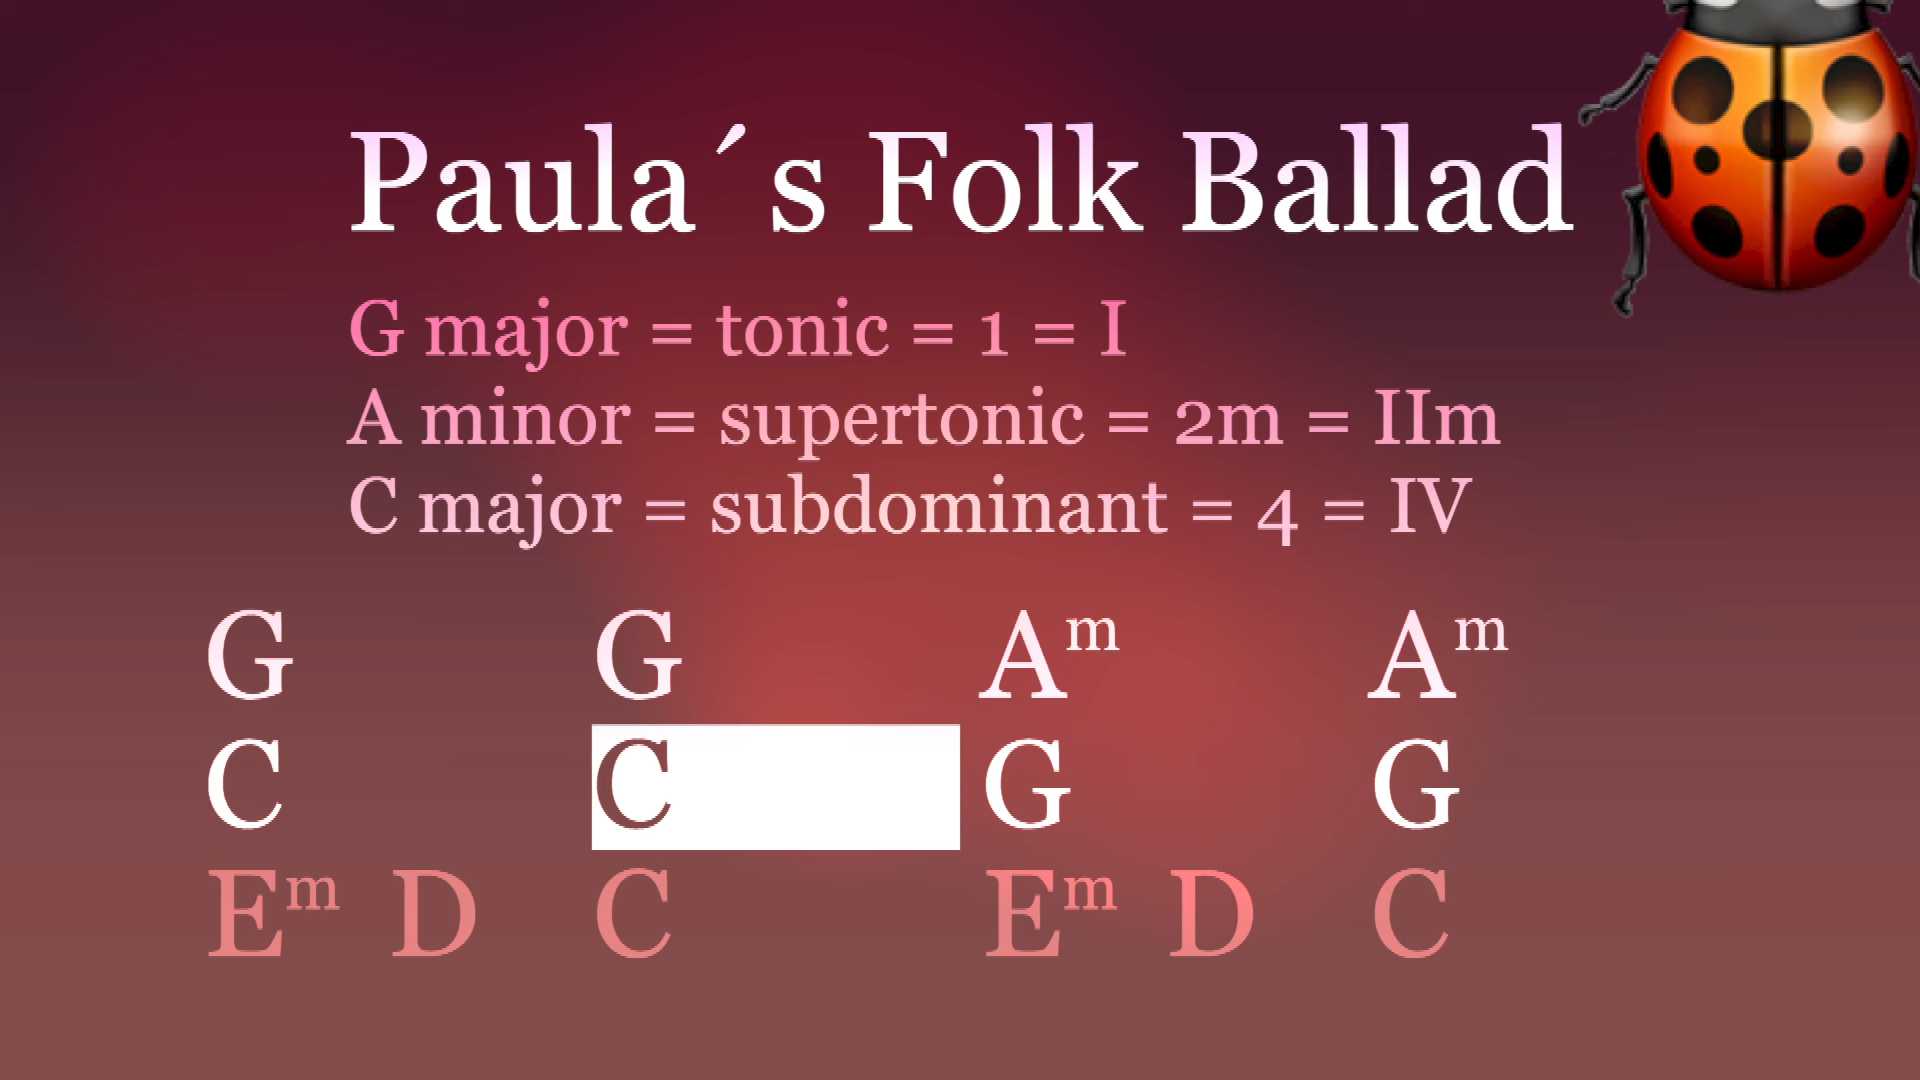 Paula´s Folk Ballad
G major = tonic = 1 = I
A minor = supertonic = 2m = IIm
C major = subdominant = 4 = IV
G G Aᵐ Aᵐ
C C G G
Eᵐ D C Eᵐ D C